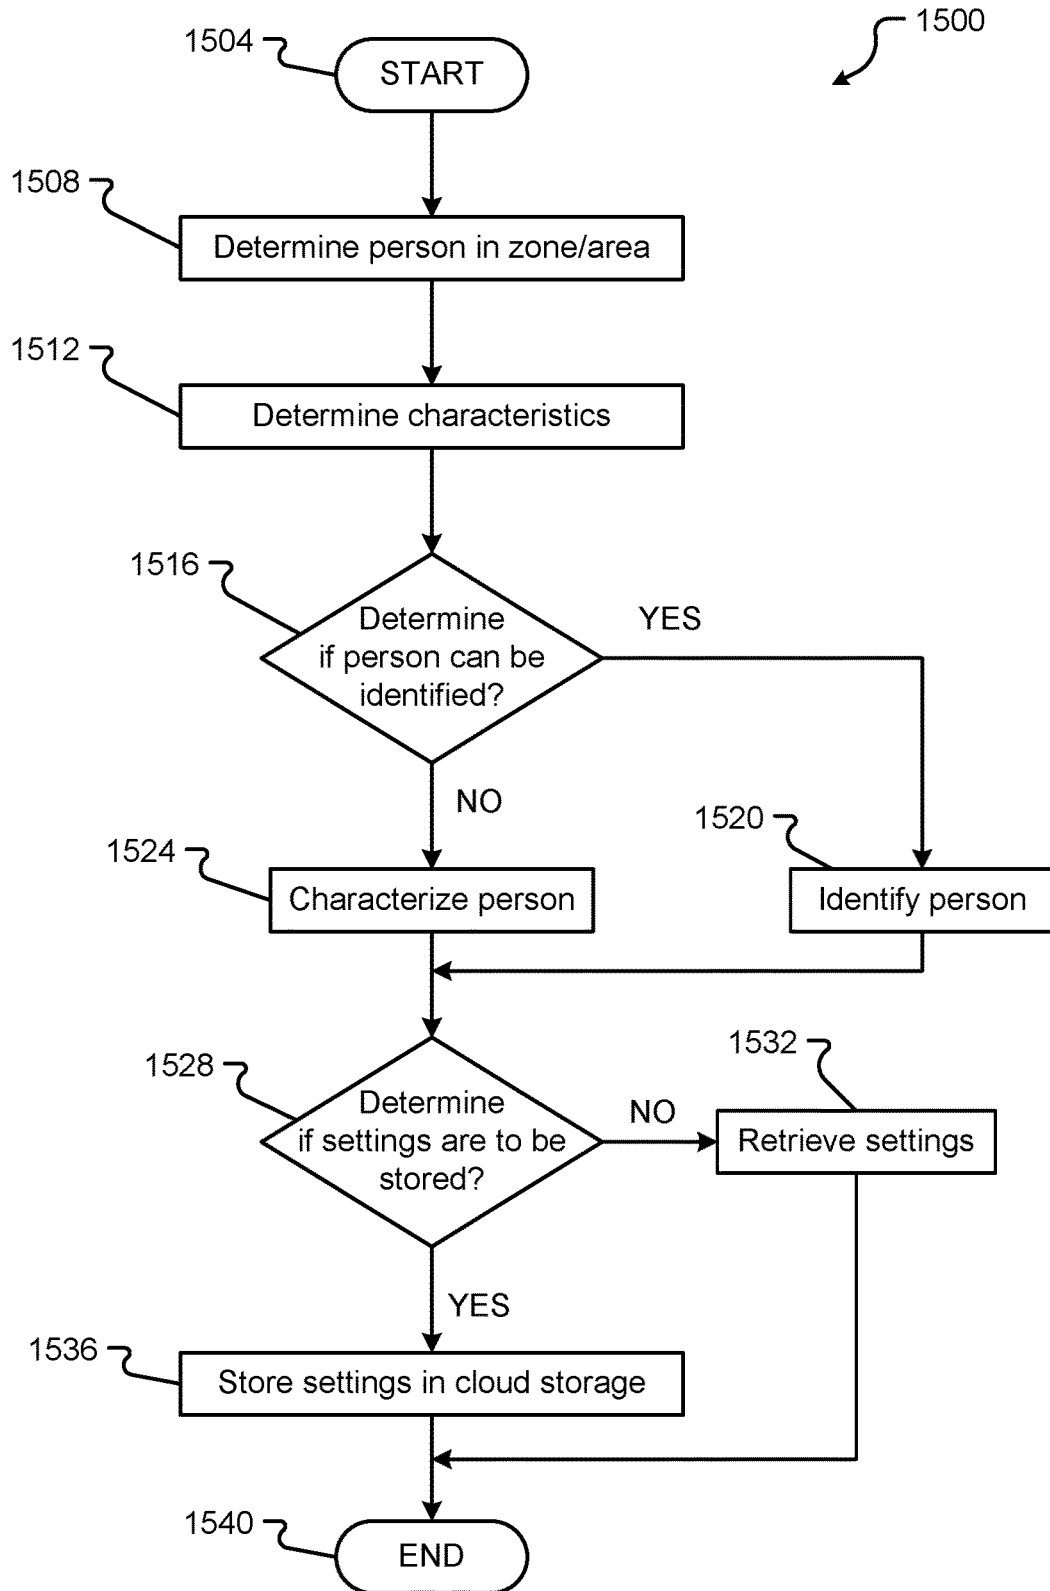 1500
1504
START
1508
Determine person in zone/area
1512
Determine characteristics
1516
Determine
if person can be
identified?
YES
NO
1520
1524
Characterize person
Identify person
1528
Determine
if settings are to be
stored?
NO
1532
Retrieve settings
YES
1536
Store settings in cloud storage
1540
END